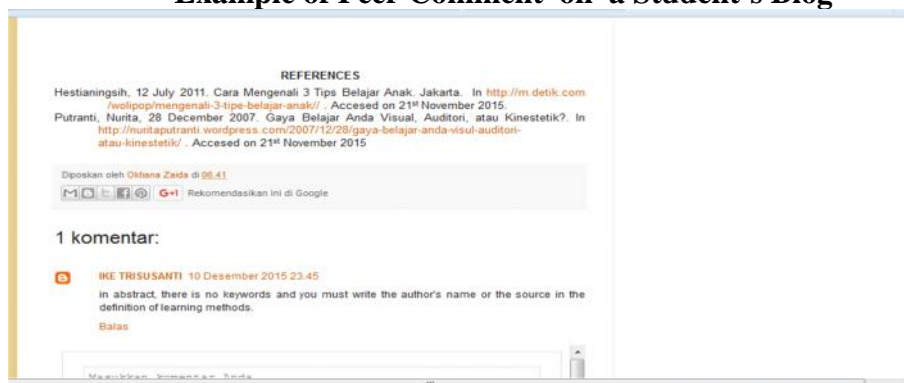 Example of Peer Comment on a Student's Blog
REFERENCES
Hestianingsih, 12 July 2011. Cara Mengenali 3 Tips Belajar Anak. Jakarta. In http://m.detik.com
/wolipop/mengenali-3-tipe-belajar-anak// . Accesed on 21st November 2015.
Putranti, Nurita, 28 December 2007. Gaya Belajar Anda Visual, Auditori, atau Kinestetik?. In
http://nuritaputranti.wordpress.com/2007/12/28/gaya-belajar-anda-visul-auditori-
atau-kinestetik/ . Accesed on 21st November 2015
Diposkan oleh Oktiana Zaida di 06.41
G+1 Rekomendasikan ini di Google
1 komentar:
IKE TRISUSANTI 10 Desember 2015 23.45
in abstract, there is no keywords and you must write the author's name or the source in the
definition of learning methods.
Balas
Masukkan komentar Anda